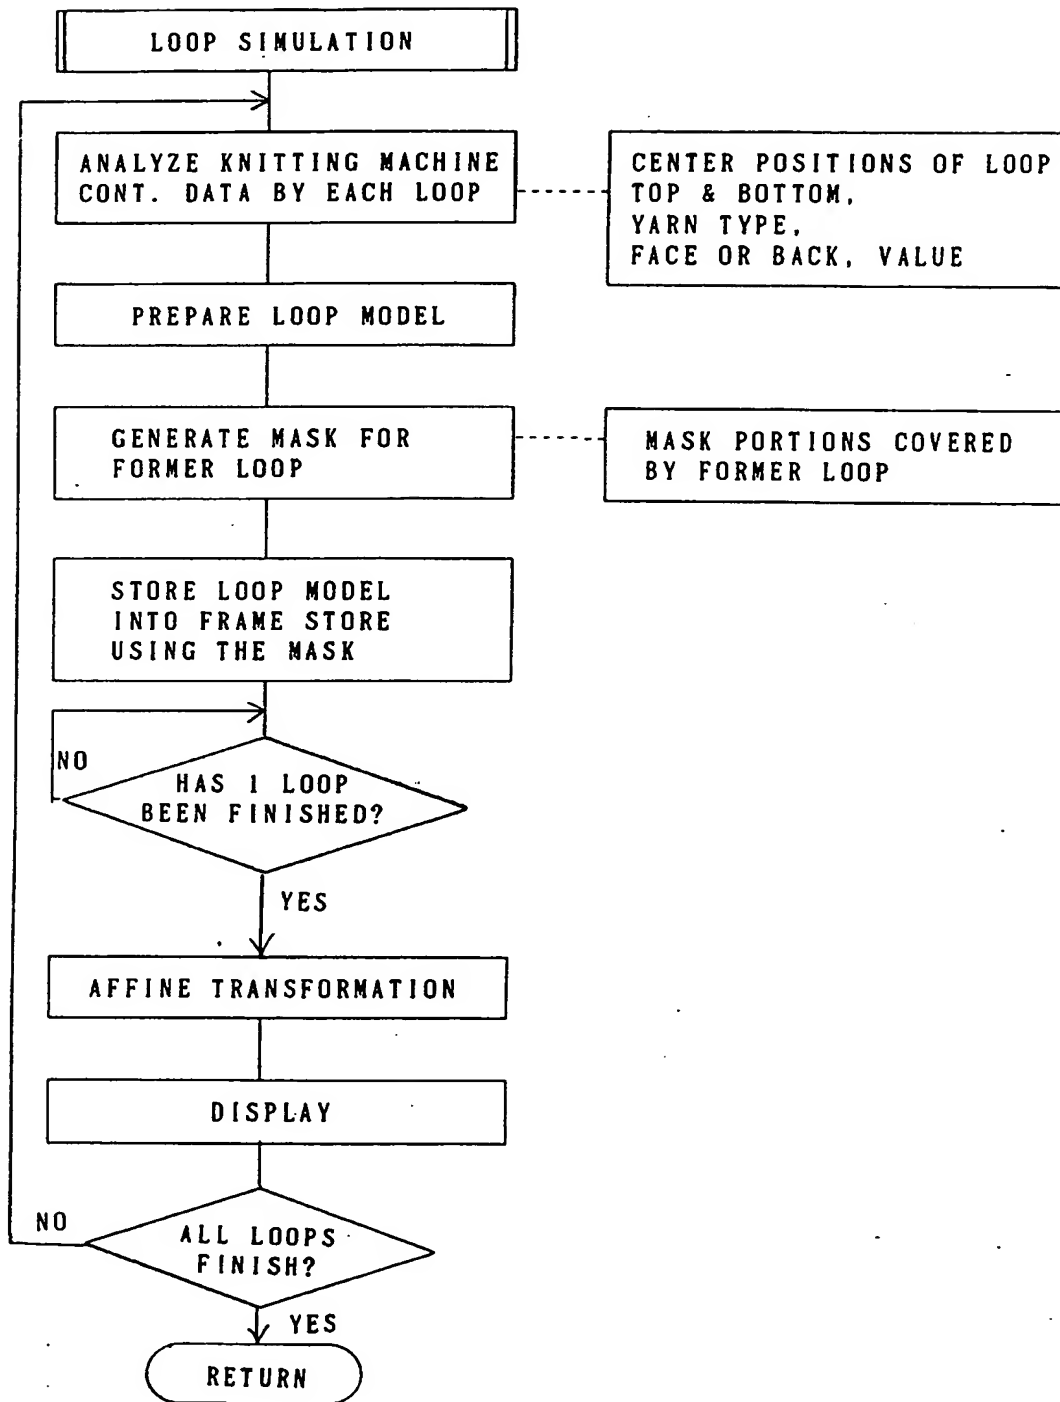 LOOP SIMULATION
ANALYZE KNITTING MACHINE
CONT. DATA BY EACH LOOP
CENTER POSITIONS OF LOOP
TOP & BOTTOM,
YARN TYPE,
FACE OR BACK, VALUE
PREPARE LOOP MODEL
GENERATE MASK FOR
FORMER LOOP
MASK PORTIONS COVERED
BY FORMER LOOP
STORE LOOP MODEL
INTO FRAME STORE
USING THE MASK
NO
HAS 1 LOOP
BEEN FINISHED?
YES
AFFINE TRANSFORMATION
DISPLAY
NO
ALL LOOPS
FINISH?
YES
RETURN